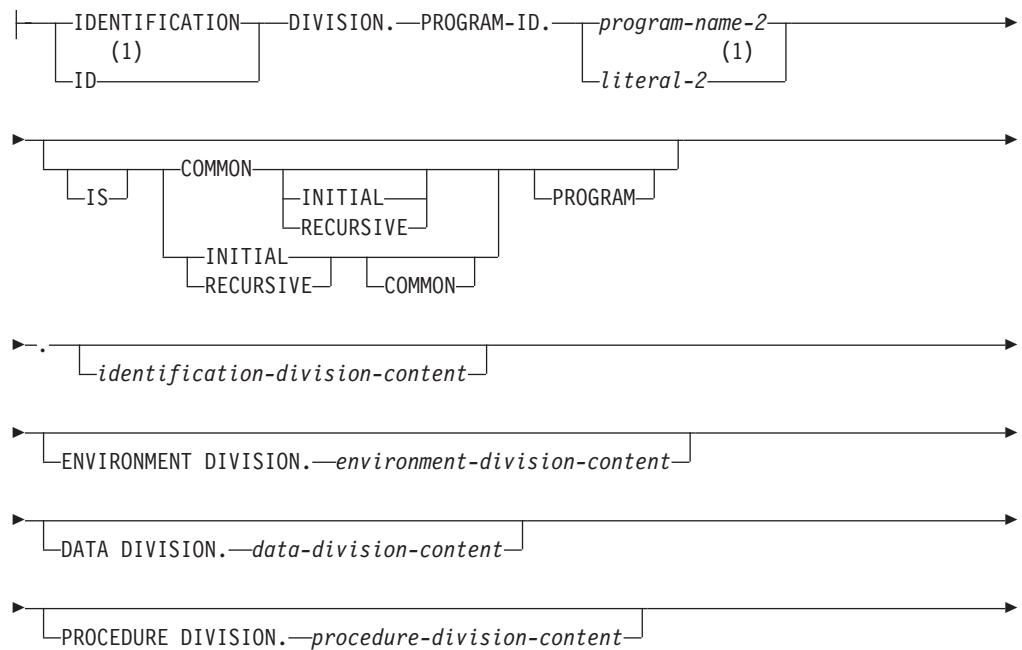 IDENTIFICATION DIVISION. PROGRAM-ID. program-name-2
(1) (1)
ID literal-2
COMMON
IS INITIAL PROGRAM
RECURSIVE
INITIAL
RECURSIVE COMMON
.
identification-division-content
ENVIRONMENT DIVISION. environment-division-content
DATA DIVISION. data-division-content
PROCEDURE DIVISION. procedure-division-content